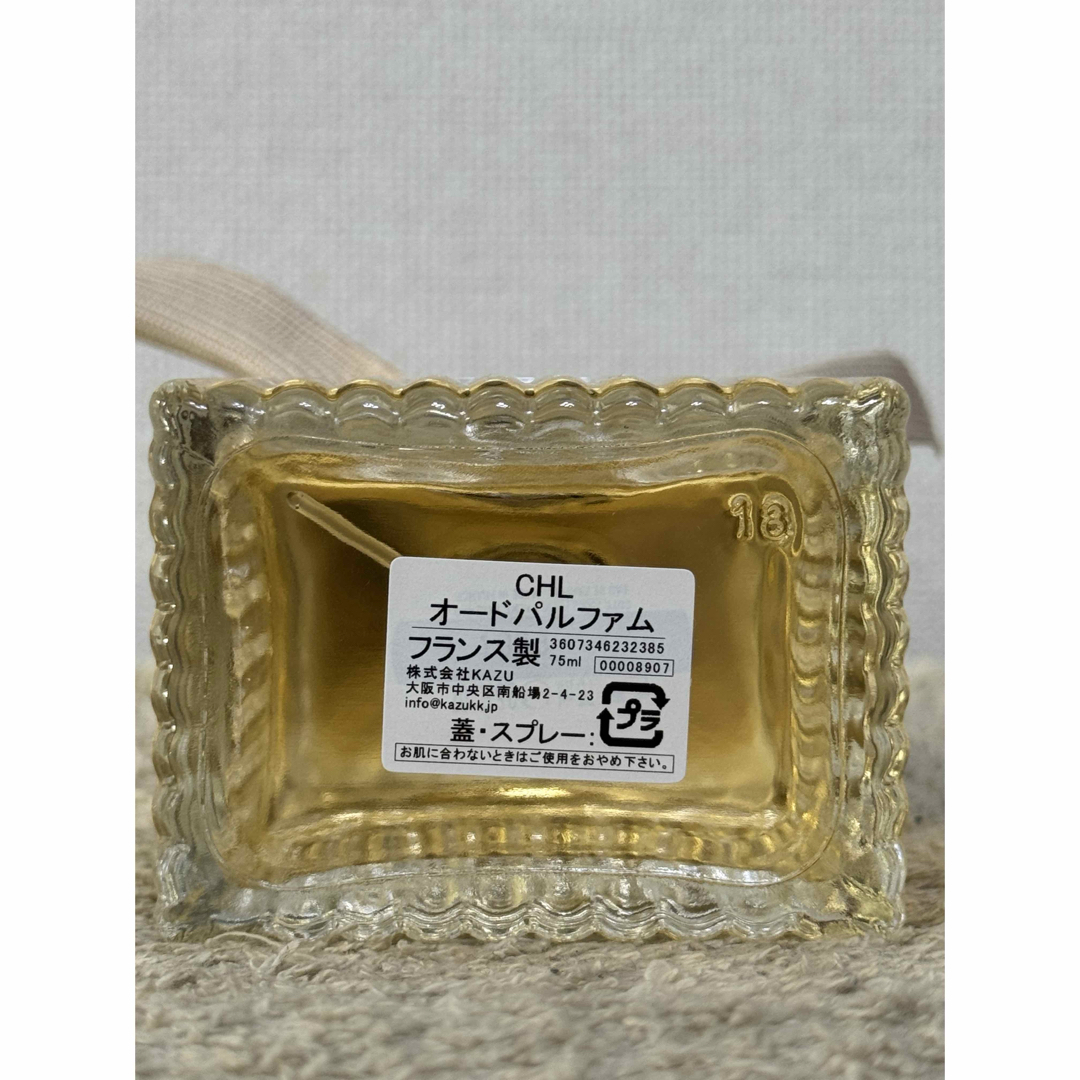 18
CHL
オードパルファム
フランス製 3607346232385
75ml 00008907
株式会社KAZU
大阪市中央区南船場2-4-23
info@kazukk.jp
プラ
蓋・スプレー:
お肌に合わないときはご使用をおやめ下さい。